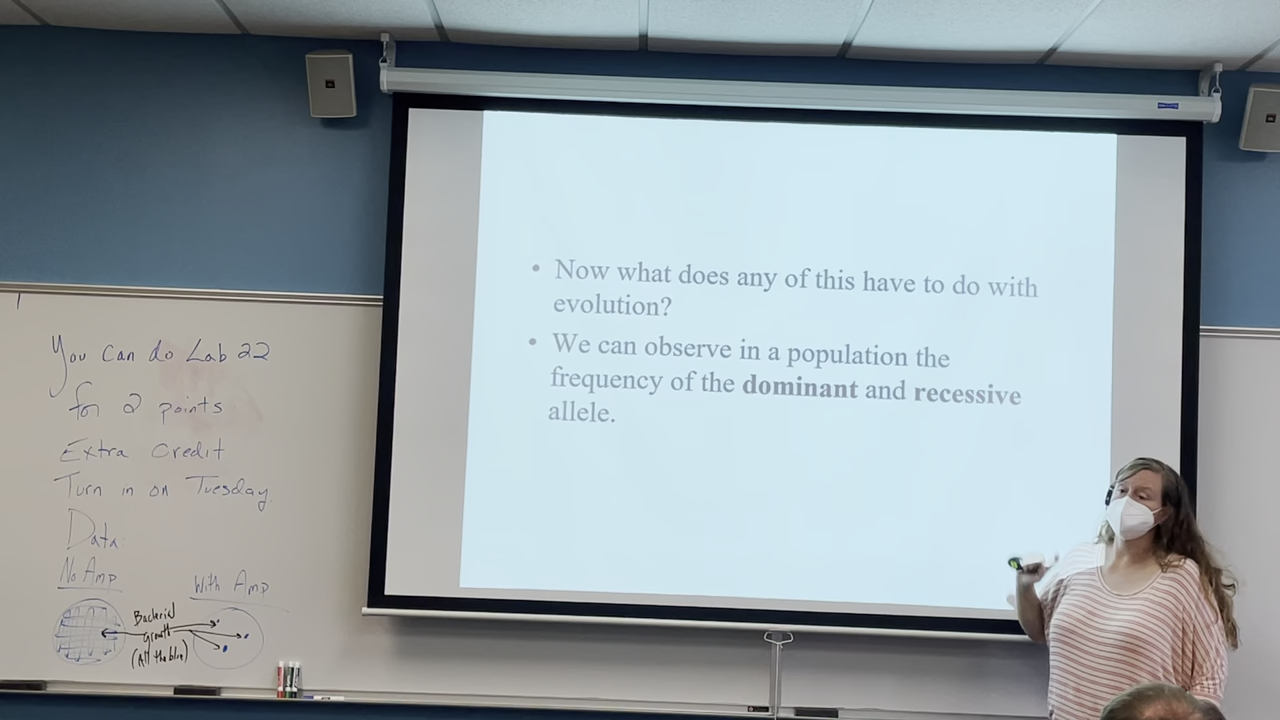 You can do Lab 22
for 2 points
Extra Credit
Turn in on Tuesday
Data
No Amp
With Amp
Bacterial
Growth
(All the blue)
• Now what does any of this have to do with
evolution?
• We can observe in a population the
frequency of the dominant and recessive
allele.